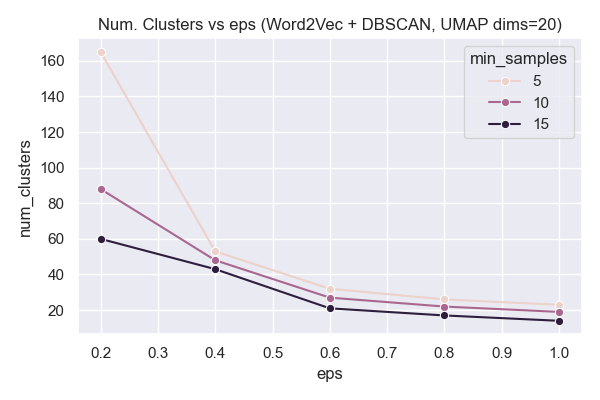 Num. Clusters vs eps (Word2Vec + DBSCAN, UMAP dims=20)
min_samples
5
10
15
num_clusters
160
140
120
100
80
60
40
20
0.2 0.3 0.4 0.5 0.6 0.7 0.8 0.9 1.0
eps